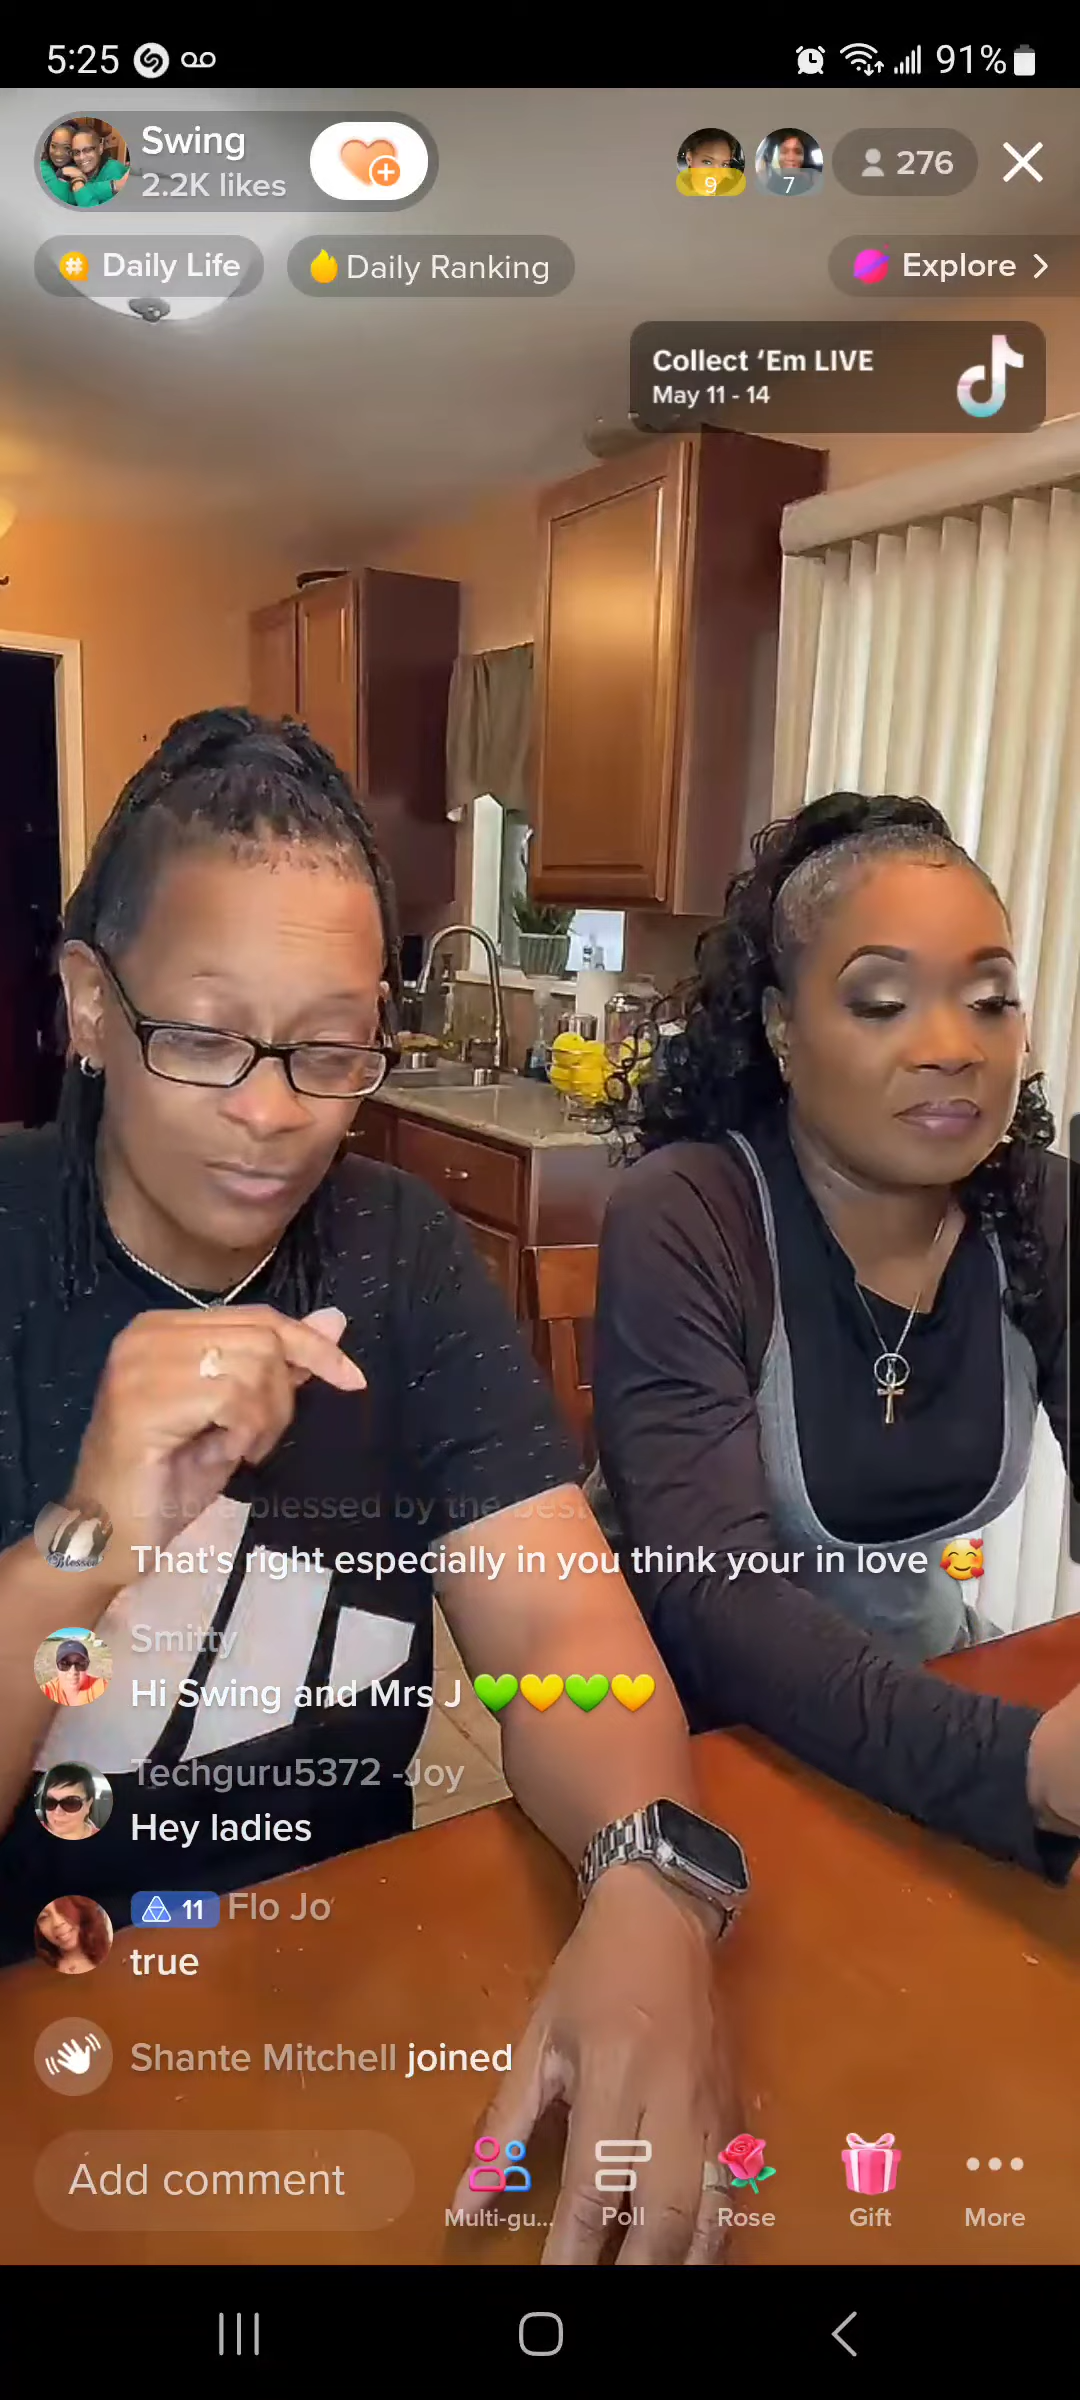 5:25
91%
Swing
2.2K likes
9
7
276
Daily Life
Daily Ranking
Explore
Collect ‘Em LIVE
May 11 - 14
Debra blessed by the best
Blessed
That's right especially in you think your in love 🥰
Smitty
Hi Swing and Mrs J 💚💛💚💛
Techguru5372 -Joy
Hey ladies
11 Flo Jo
true
Shante Mitchell joined
Add comment
Multi-gu...
Poll
Rose
Gift
More